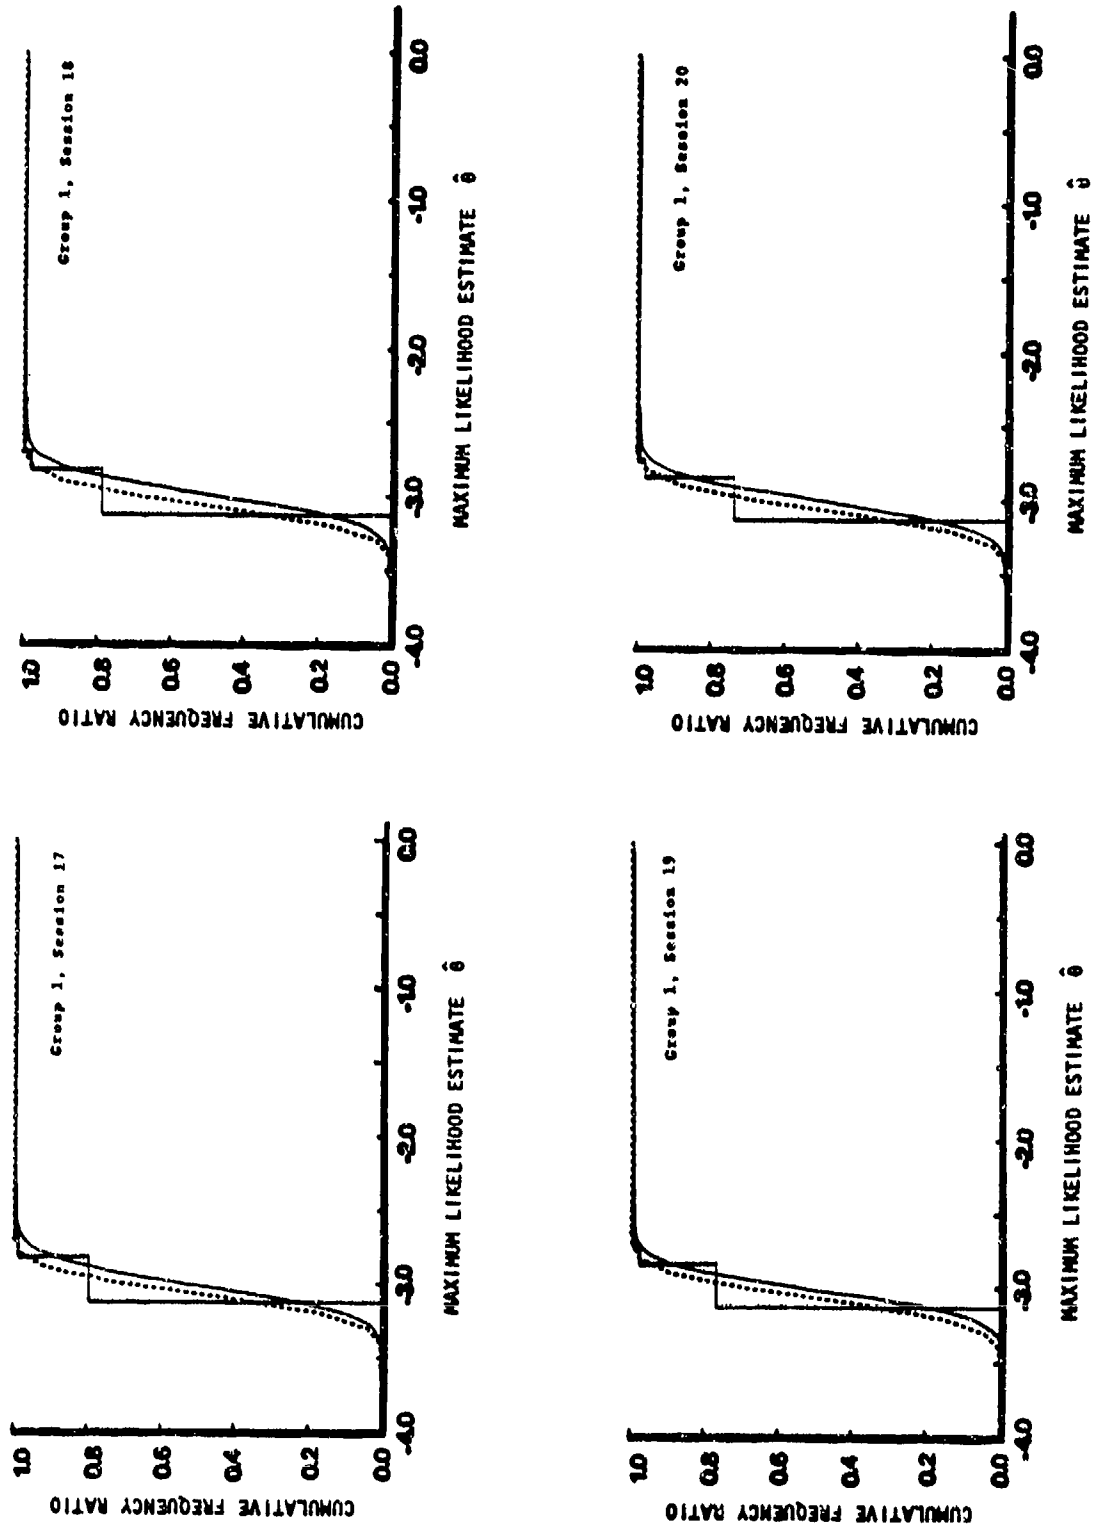 CUMULATIVE FREQUENCY RATIO
1.0
0.8
0.6
0.4
0.2
0.0
Group 1, Session 17
-4.0 -3.0 -2.0 -1.0 0.0
MAXIMUM LIKELIHOOD ESTIMATE θ̂
CUMULATIVE FREQUENCY RATIO
1.0
0.8
0.6
0.4
0.2
0.0
Group 1, Session 18
-4.0 -3.0 -2.0 -1.0 0.0
MAXIMUM LIKELIHOOD ESTIMATE θ̂
CUMULATIVE FREQUENCY RATIO
1.0
0.8
0.6
0.4
0.2
0.0
Group 1, Session 19
-4.0 -3.0 -2.0 -1.0 0.0
MAXIMUM LIKELIHOOD ESTIMATE θ̂
CUMULATIVE FREQUENCY RATIO
1.0
0.8
0.6
0.4
0.2
0.0
Group 1, Session 20
-4.0 -3.0 -2.0 -1.0 0.0
MAXIMUM LIKELIHOOD ESTIMATE θ̂